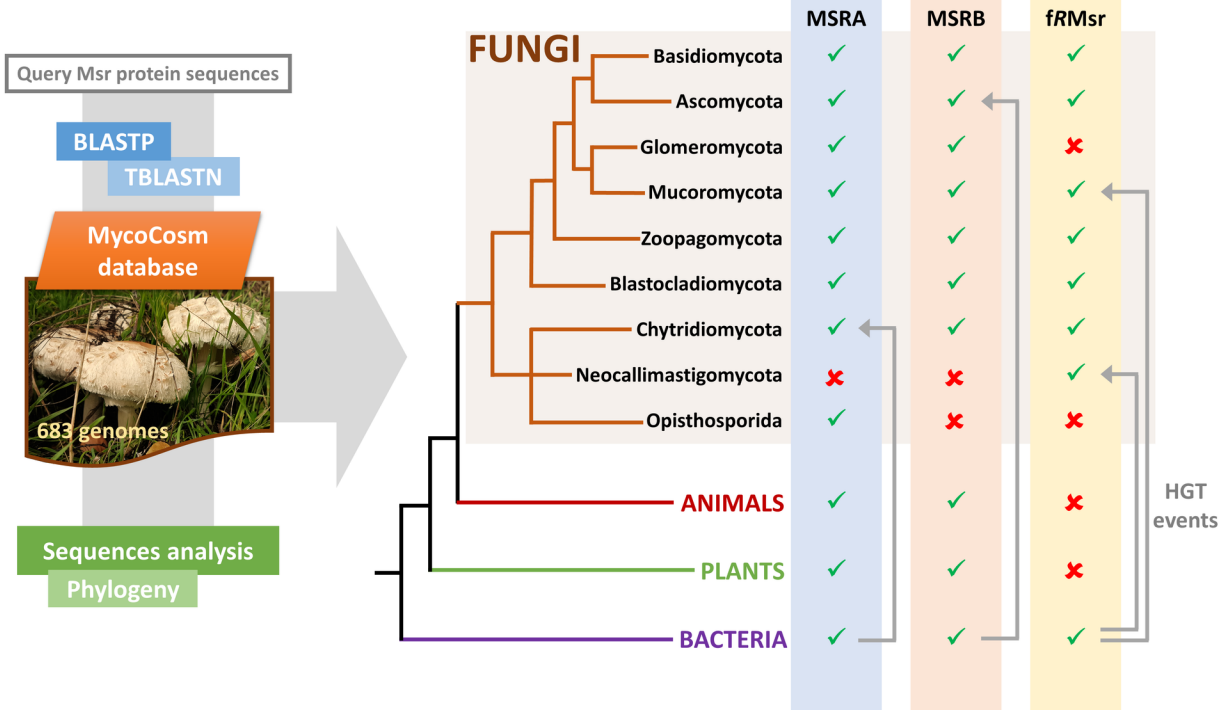 Query Msr protein sequences
BLASTP
TBLASTN
MycoCosm
database
683 genomes
Sequences analysis
Phylogeny
FUNGI
MSRA
MSRB
fRMsr
Basidiomycota
Ascomycota
Glomeromycota
Mucoromycota
Zoopagomycota
Blastocladiomycota
Chytridiomycota
Neocallimastigomycota
Opisthosporida
ANIMALS
PLANTS
BACTERIA
HGT
events